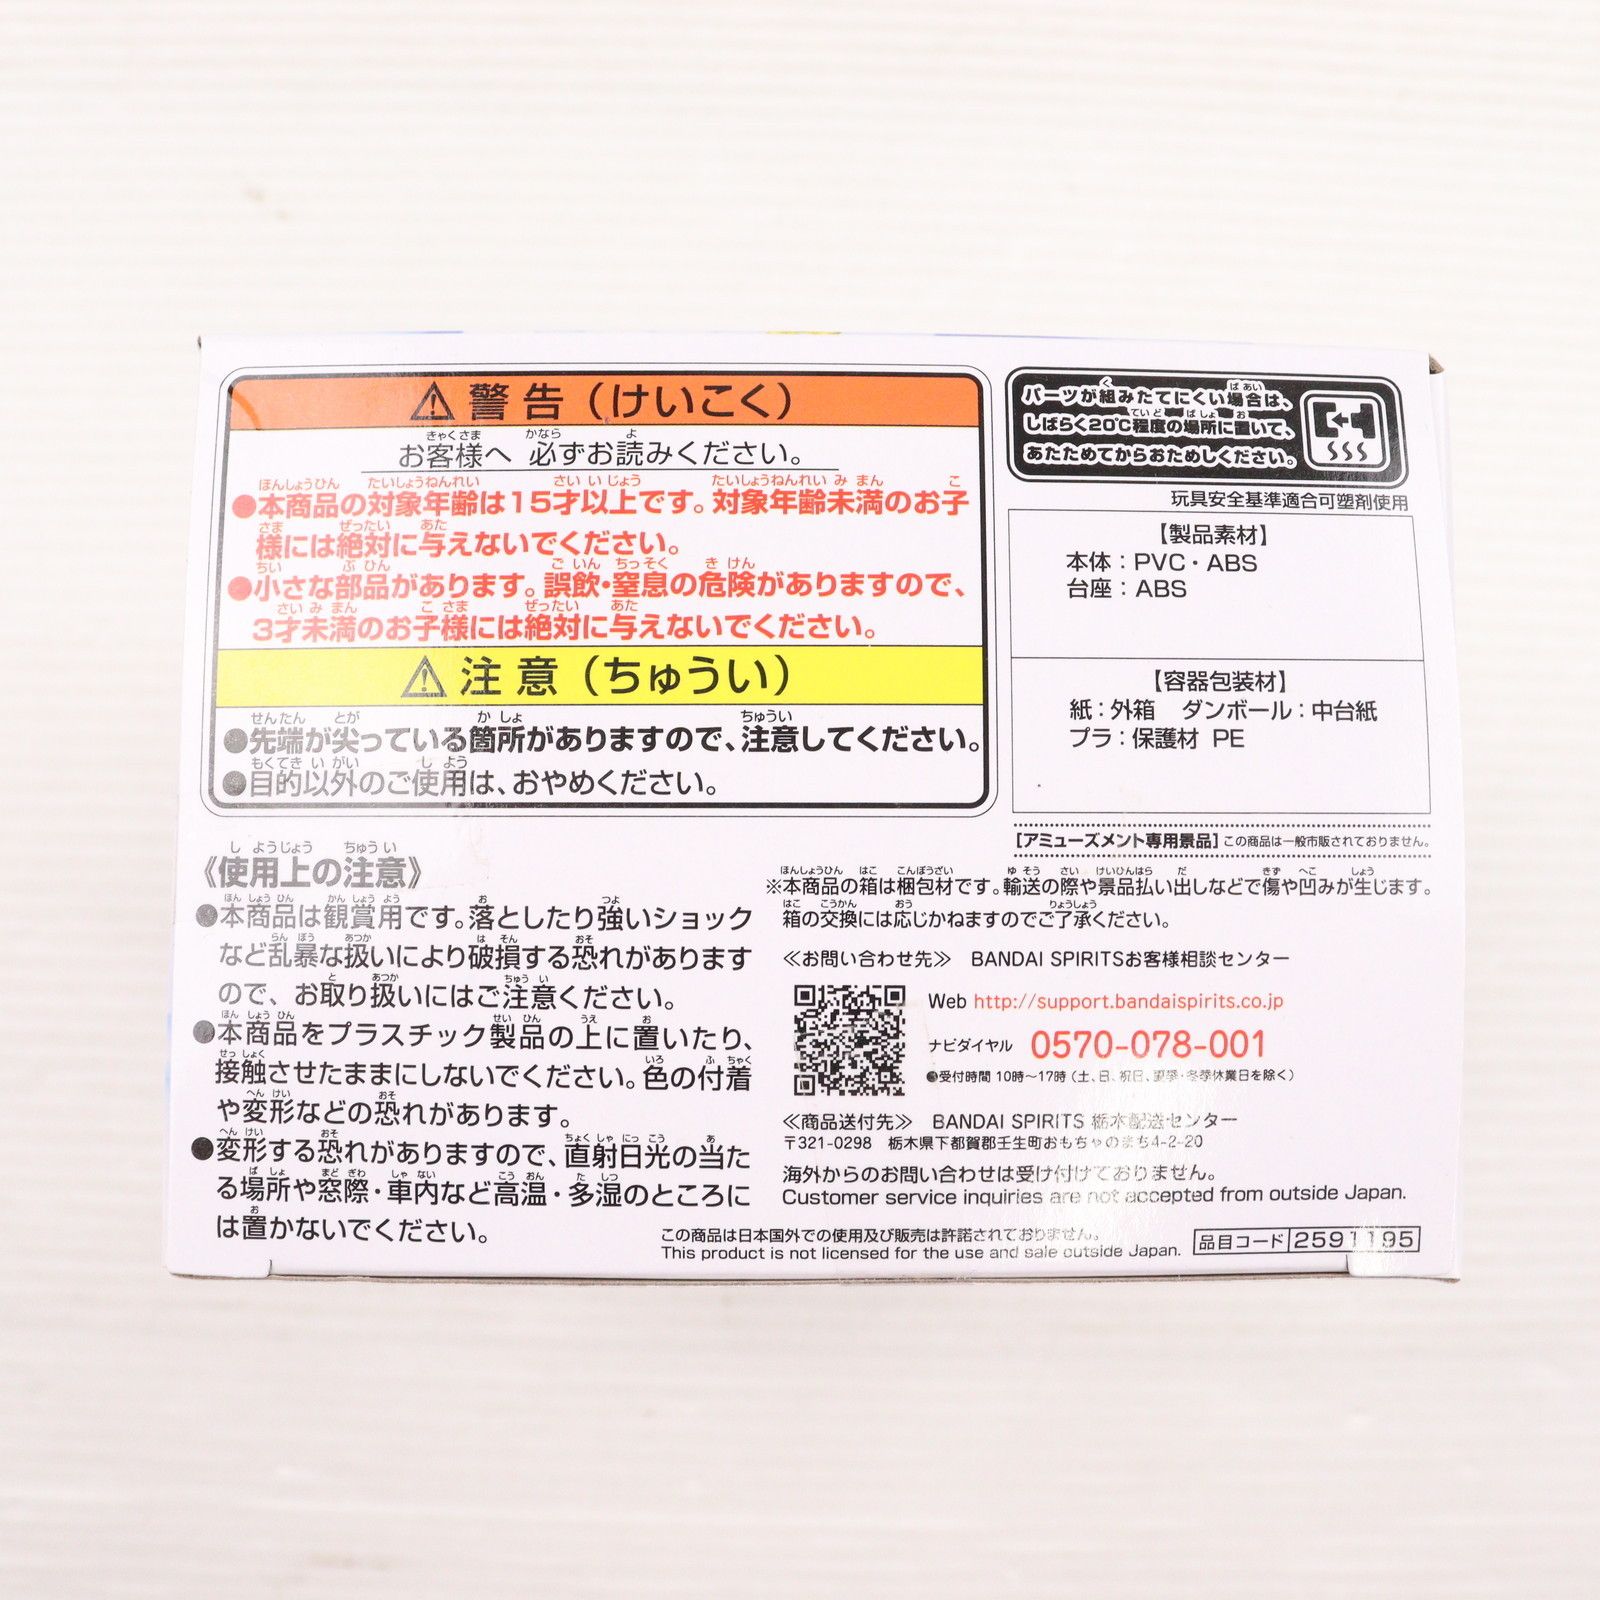 ⚠警告（けいこく）
お客様へ 必ずお読みください。
●本商品の対象年齢は15才以上です。対象年齢未満のお子
様には絶対に与えないでください。
●小さな部品があります。誤飲・窒息の危険がありますので、
3才未満のお子様には絶対に与えないでください。
⚠注意（ちゅうい）
●先端が尖っている箇所がありますので、注意してください。
●目的以外のご使用は、おやめください。
パーツが組みたてにくい場合は、
しばらく20℃程度の場所に置いて、
あたためてからおためしください。
玩具安全基準適合可塑剤使用
【製品素材】
本体：PVC・ABS
台座：ABS
【容器包装材】
紙：外箱 ダンボール：中台紙
プラ：保護材 PE
【アミューズメント専用景品】この商品は一般市販されておりません。
《使用上の注意》
●本商品は観賞用です。落としたり強いショック
など乱暴な扱いにより破損する恐れがあります
ので、お取り扱いにはご注意ください。
●本商品をプラスチック製品の上に置いたり、
接触させたままにしないでください。色の付着
や変形などの恐れがあります。
●変形する恐れがありますので、直射日光の当た
る場所や窓際・車内など高温・多湿のところに
は置かないでください。
※本商品の箱は梱包材です。輸送の際や景品払い出しなどで傷や凹みが生じます。
箱の交換には応じかねますのでご了承ください。
≪お問い合わせ先≫ BANDAI SPIRITSお客様相談センター
Web http://support.bandaispirits.co.jp
ナビダイヤル 0570-078-001
●受付時間 10時〜17時（土、日、祝日、夏季・冬季休業日を除く）
≪商品送付先≫ BANDAI SPIRITS 栃木配送センター
〒321-0298 栃木県下都賀郡壬生町おもちゃのまち4-2-20
海外からのお問い合わせは受け付けておりません。
Customer service inquiries are not accepted from outside Japan.
この商品は日本国外での使用及び販売は許諾されておりません。
This product is not licensed for the use and sale outside Japan.
品目コード 2591195